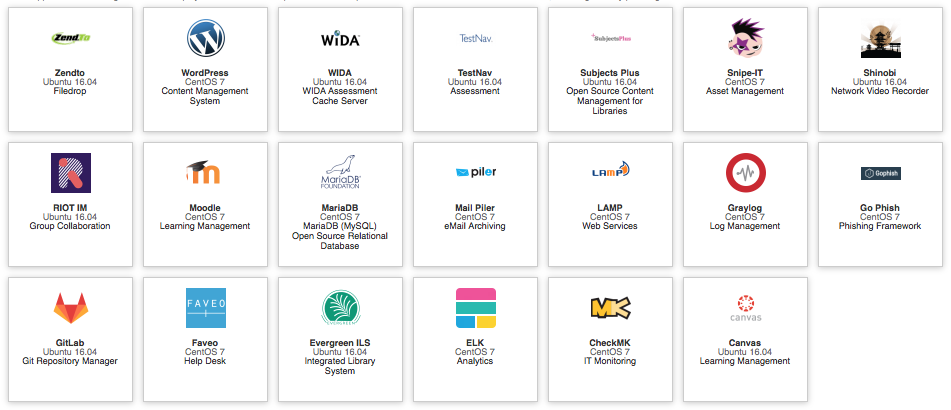 ZendTo
Zendto
Ubuntu 16.04
Filedrop
WordPress
CentOS 7
Content Management
System
WiDA
WIDA
Ubuntu 16.04
WIDA Assessment
Cache Server
TestNav
TestNav
Ubuntu 16.04
Assessment
SubjectsPlus
Subjects Plus
Ubuntu 16.04
Open Source Content
Management for
Libraries
Snipe-IT
CentOS 7
Asset Management
Shinobi
Ubuntu 16.04
Network Video Recorder
RIOT IM
Ubuntu 16.04
Group Collaboration
m
Moodle
CentOS 7
Learning Management
MariaDB
FOUNDATION
MariaDB
CentOS 7
MariaDB (MySQL)
Open Source Relational
Database
piler
Mail Piler
CentOS 7
eMail Archiving
LAMP
LAMP
CentOS 7
Web Services
Graylog
CentOS 7
Log Management
Gophish
Go Phish
CentOS 7
Phishing Framework
GitLab
Ubuntu 16.04
Git Repository Manager
FAVEO
Faveo
CentOS 7
Help Desk
EVERGREEN
Evergreen ILS
Ubuntu 16.04
Integrated Library
System
ELK
CentOS 7
Analytics
MK
CheckMK
CentOS 7
IT Monitoring
canvas
Canvas
Ubuntu 16.04
Learning Management